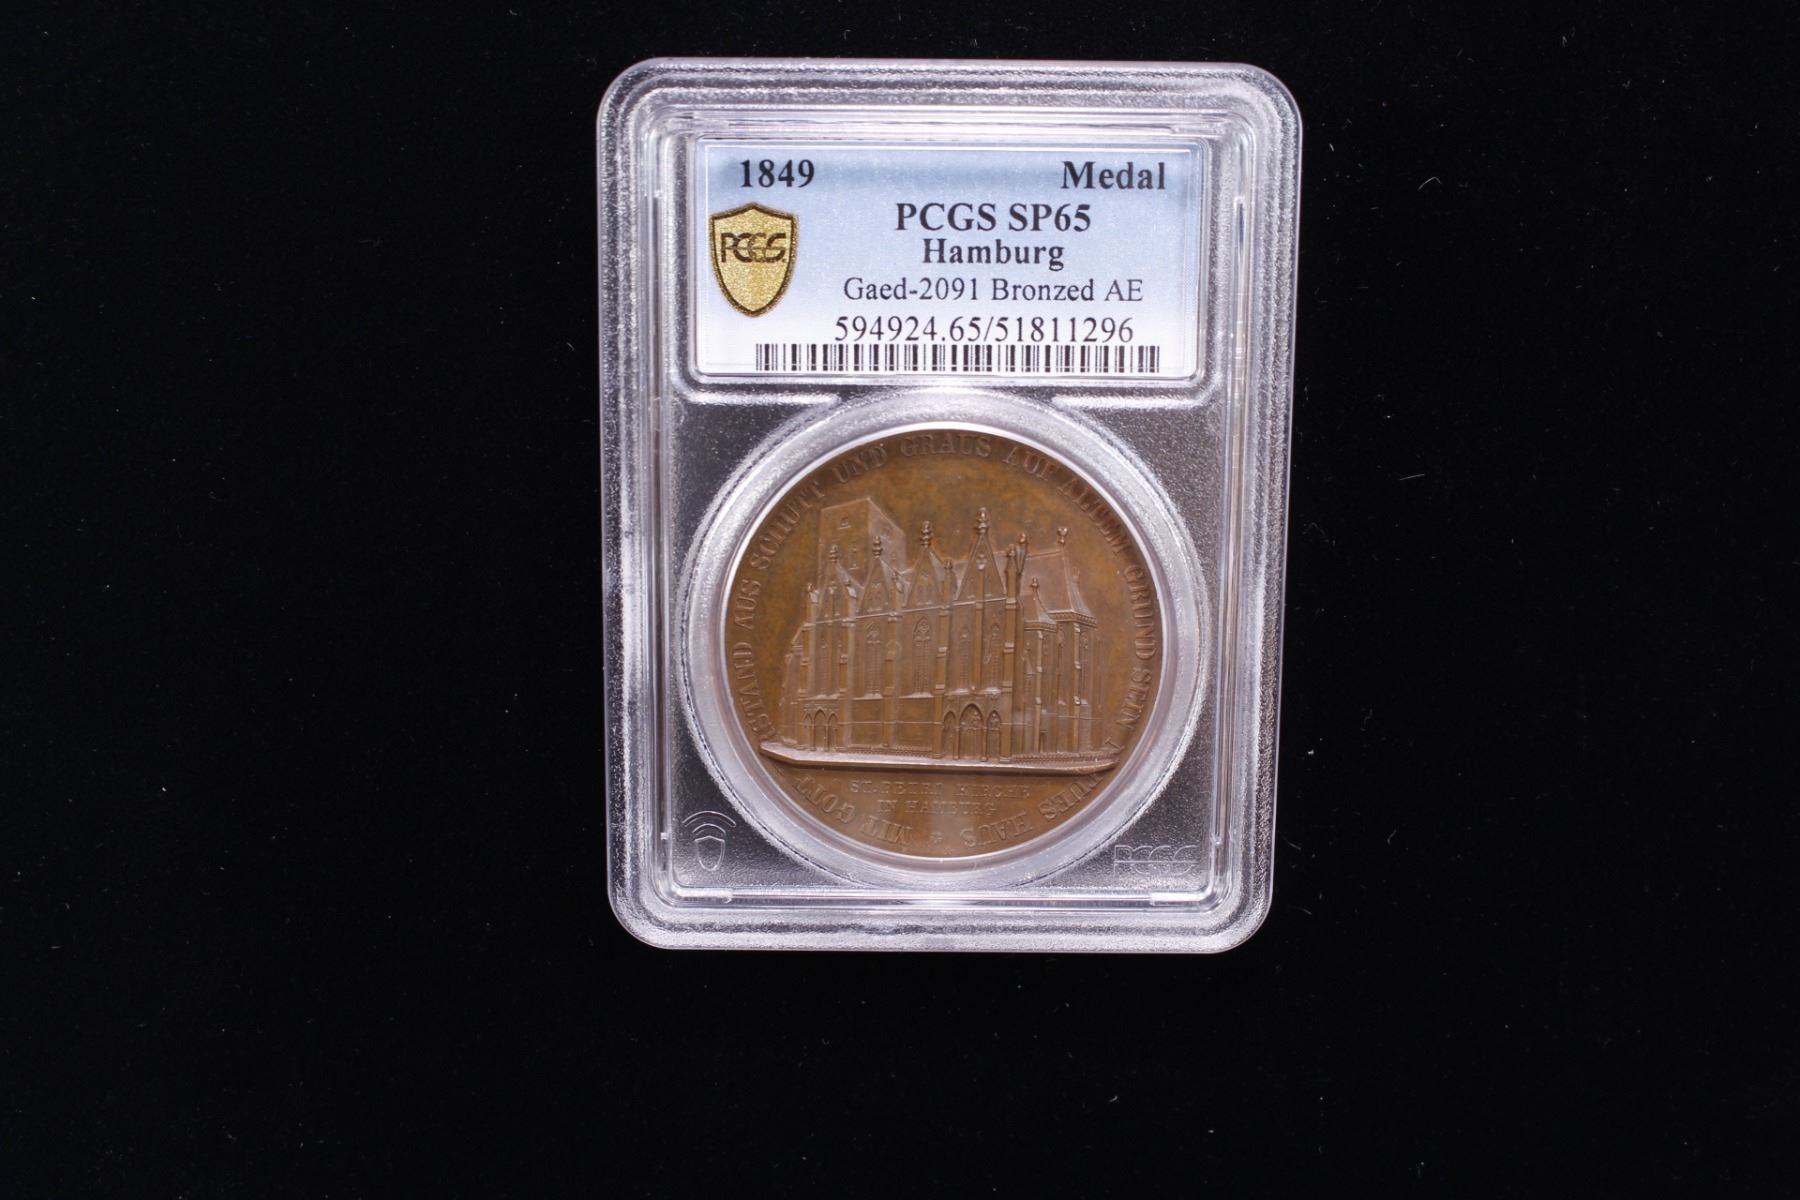 1849 Medal
PCGS SP65
PCGS
Hamburg
Gaed-2091 Bronzed AE
594924.65/51811296
MIT GOTT ERSTAND AUS SCHUTT UND GRAUS AUF ALTEM GRUND SEIN NEUES HAUS
ST. PETRI KIRCHE
IN HAMBURG
PCGS